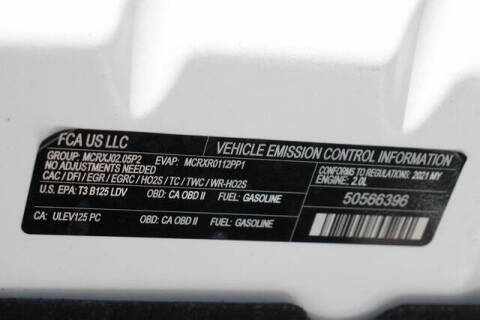 FCA US LLC
VEHICLE EMISSION CONTROL INFORMATION
GROUP: MCRXJ02.05P2 EVAP: MCRXR0112PP1
NO ADJUSTMENTS NEEDED
CAC / DFI / EGR / EGRC / HO2S / TC / TWC / WR-HO2S
CONFORMS TO REGULATIONS: 2021 MY
ENGINE: 2.0L
U.S. EPA: T3 B125 LDV OBD: CA OBD II FUEL: GASOLINE
50566396
CA: ULEV125 PC OBD: CA OBD II FUEL: GASOLINE